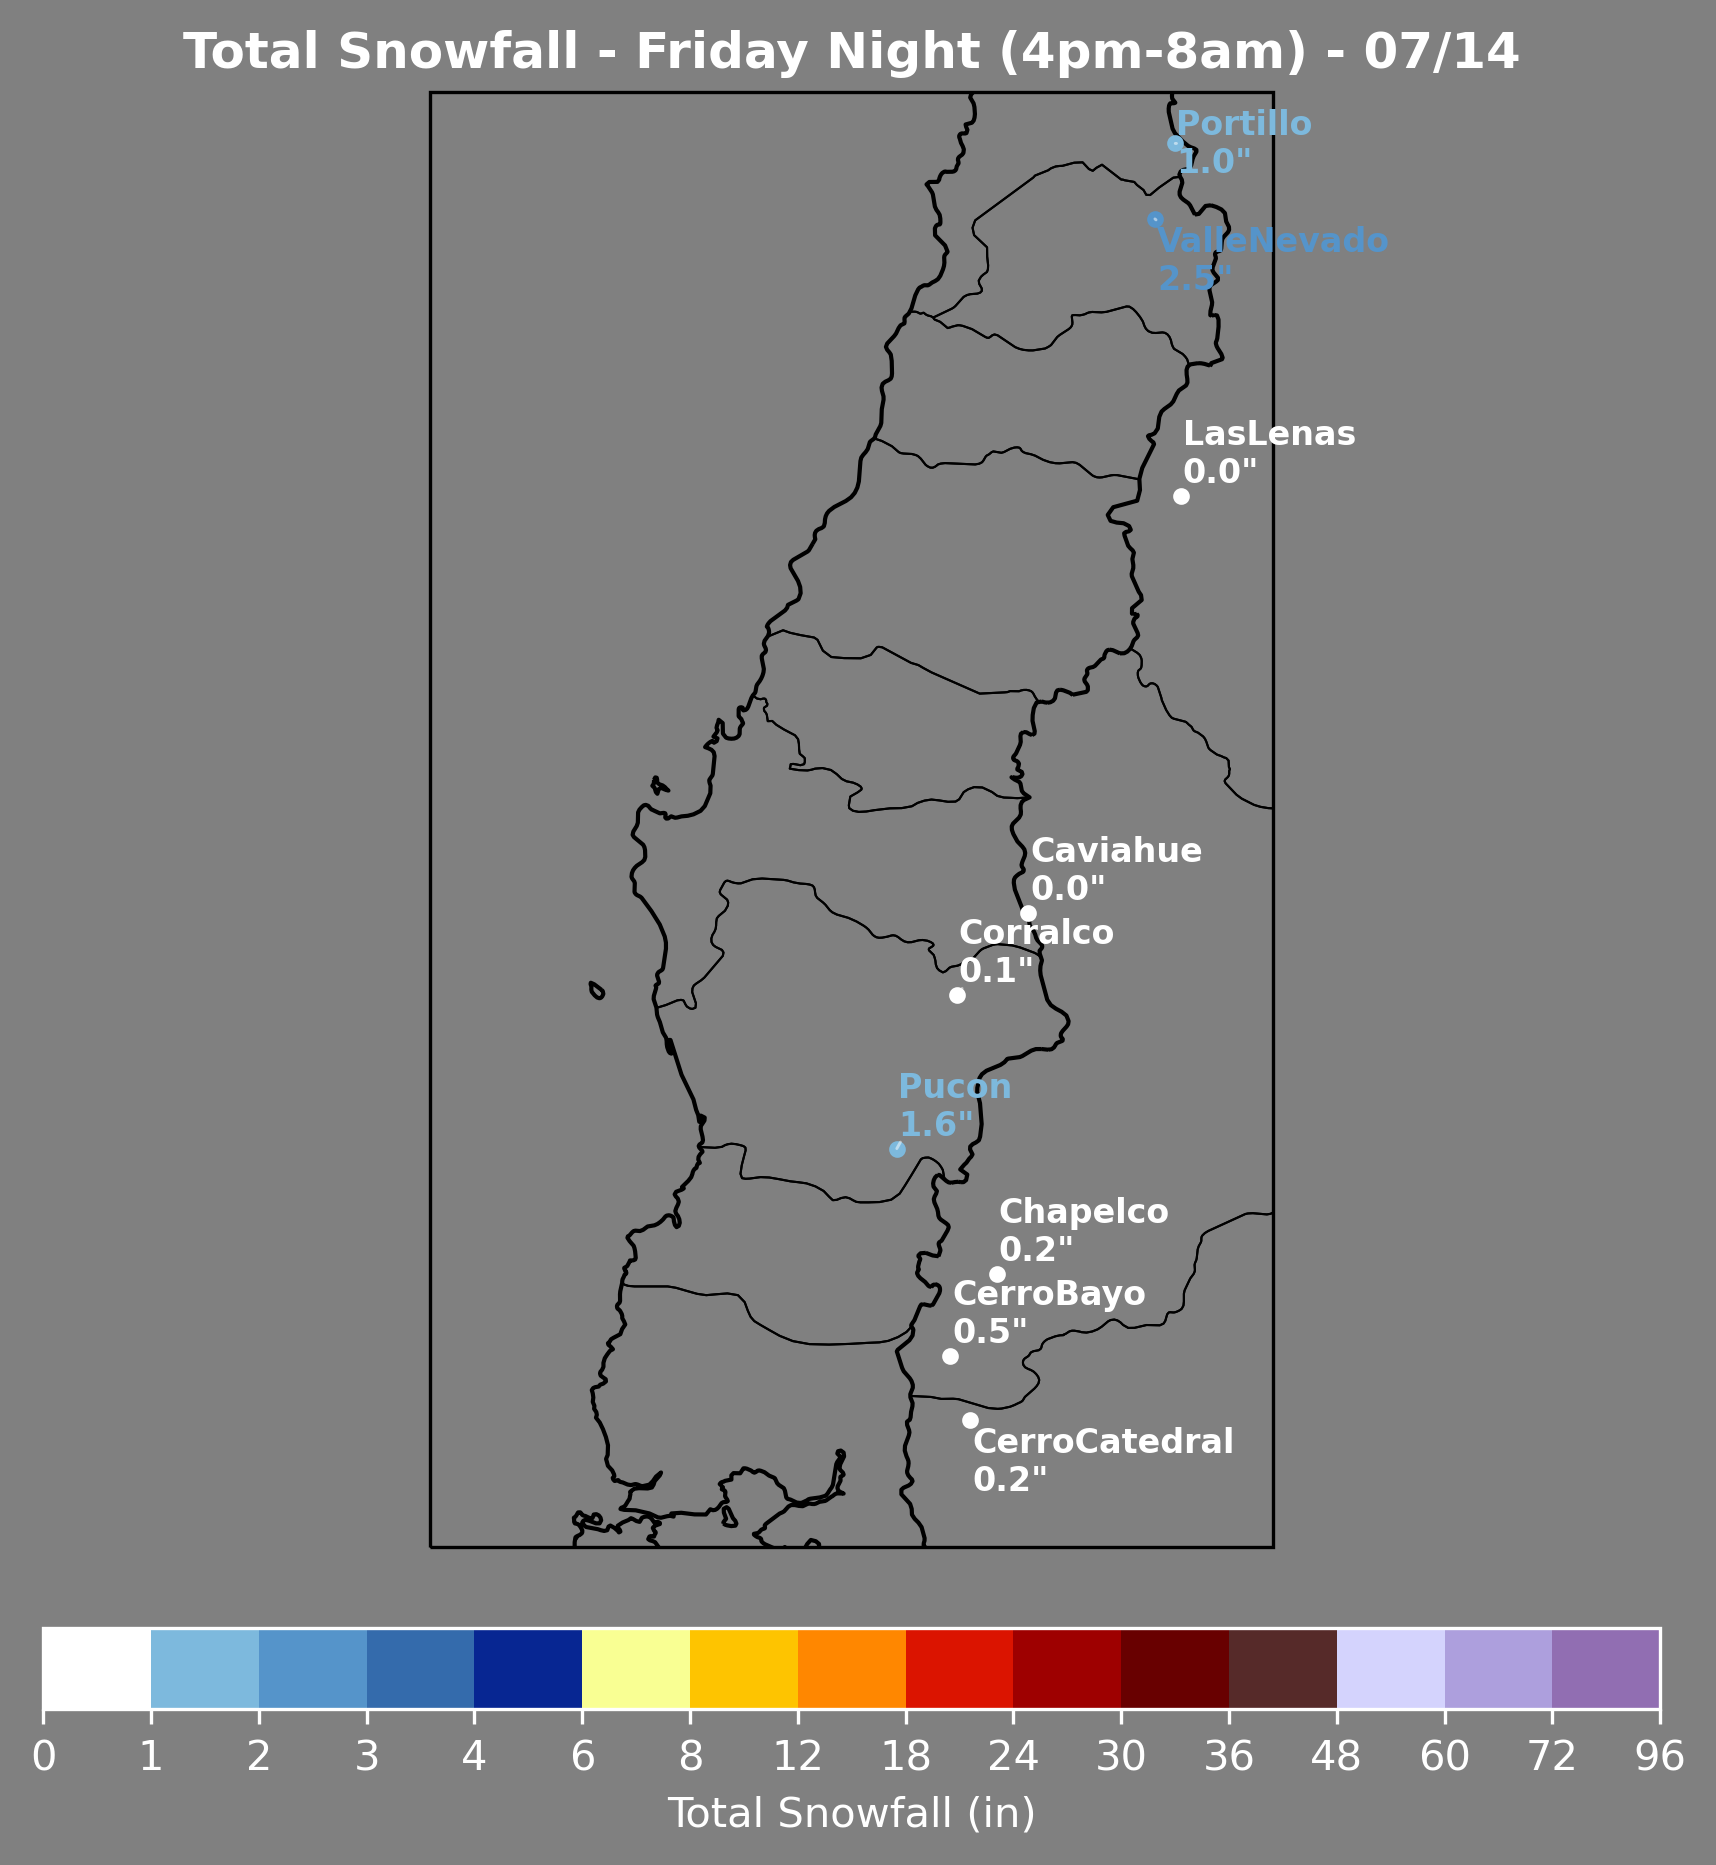 Total Snowfall - Friday Night (4pm-8am) - 07/14
Portillo
1.0"
ValleNevado
2.5"
LasLenas
0.0"
Caviahue
0.0"
Corralco
0.1"
Pucon
1.6"
Chapelco
0.2"
CerroBayo
0.5"
CerroCatedral
0.2"
0 1 2 3 4 6 8 12 18 24 30 36 48 60 72 96
Total Snowfall (in)